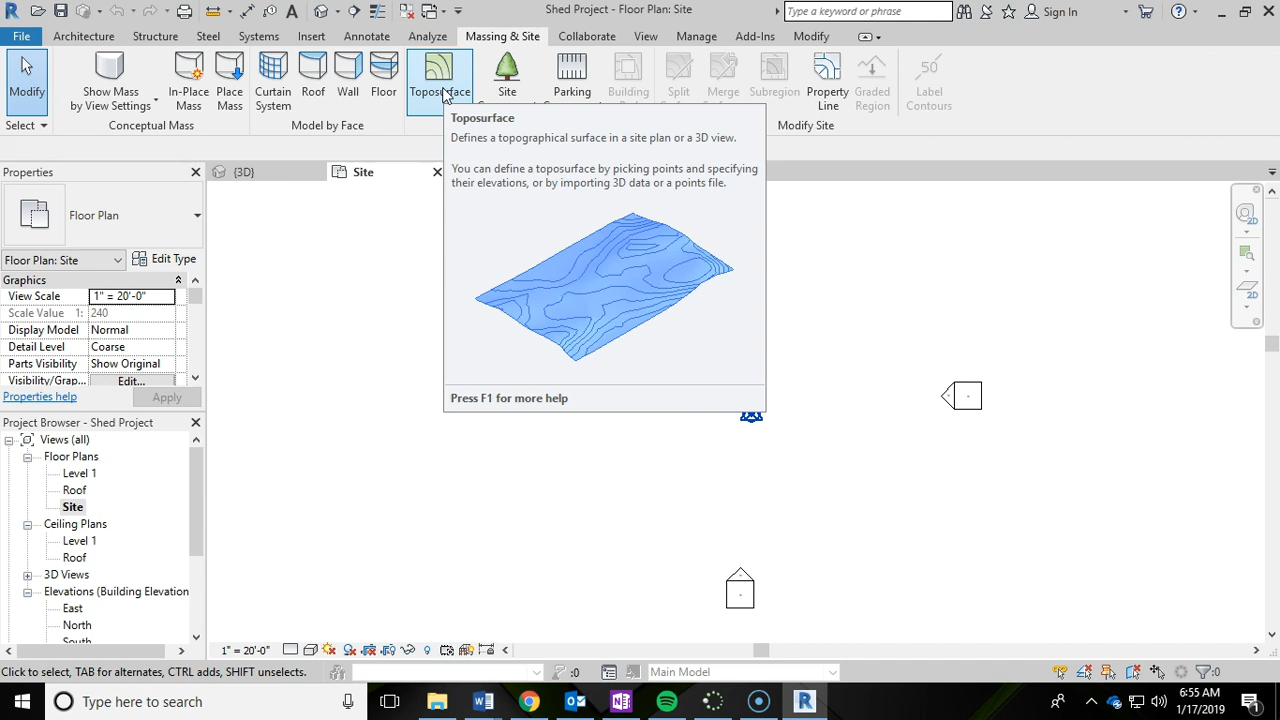 Shed Project - Floor Plan: Site
Type a keyword or phrase
Sign In
File
Architecture
Structure
Steel
Systems
Insert
Annotate
Analyze
Massing & Site
Collaborate
View
Manage
Add-Ins
Modify
Modify
Show Mass
by View Settings
In-Place
Mass
Place
Mass
Curtain
System
Roof
Wall
Floor
Toposurface
Site
Parking
Building
Split
Surface
Merge
Subregion
Property
Line
Graded
Region
50
Label
Contours
Select
Conceptual Mass
Model by Face
Modify Site
Toposurface
Defines a topographical surface in a site plan or a 3D view.
You can define a toposurface by picking points and specifying
their elevations, or by importing 3D data or a points file.
Press F1 for more help
Properties
{3D}
Site
Floor Plan
Floor Plan: Site
Edit Type
Graphics
View Scale
1" = 20'-0"
Scale Value 1:
240
Display Model
Normal
Detail Level
Coarse
Parts Visibility
Show Original
Visibility/Grap...
Edit...
Properties help
Apply
Project Browser - Shed Project
Views (all)
Floor Plans
Level 1
Roof
Site
Ceiling Plans
Level 1
Roof
3D Views
Elevations (Building Elevation
East
North
South
2D
2D
1" = 20'-0"
Click to select, TAB for alternates, CTRL adds, SHIFT unselects.
:0
Main Model
:0
Type here to search
6:55 AM
1/17/2019